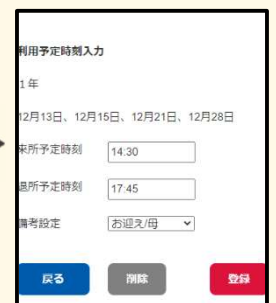 利用予定時刻入力
1年
12月13日、12月15日、12月21日、12月28日
来所予定時刻 14:30
退所予定時刻 17:45
備考設定 お迎え/母
戻る 削除 登録